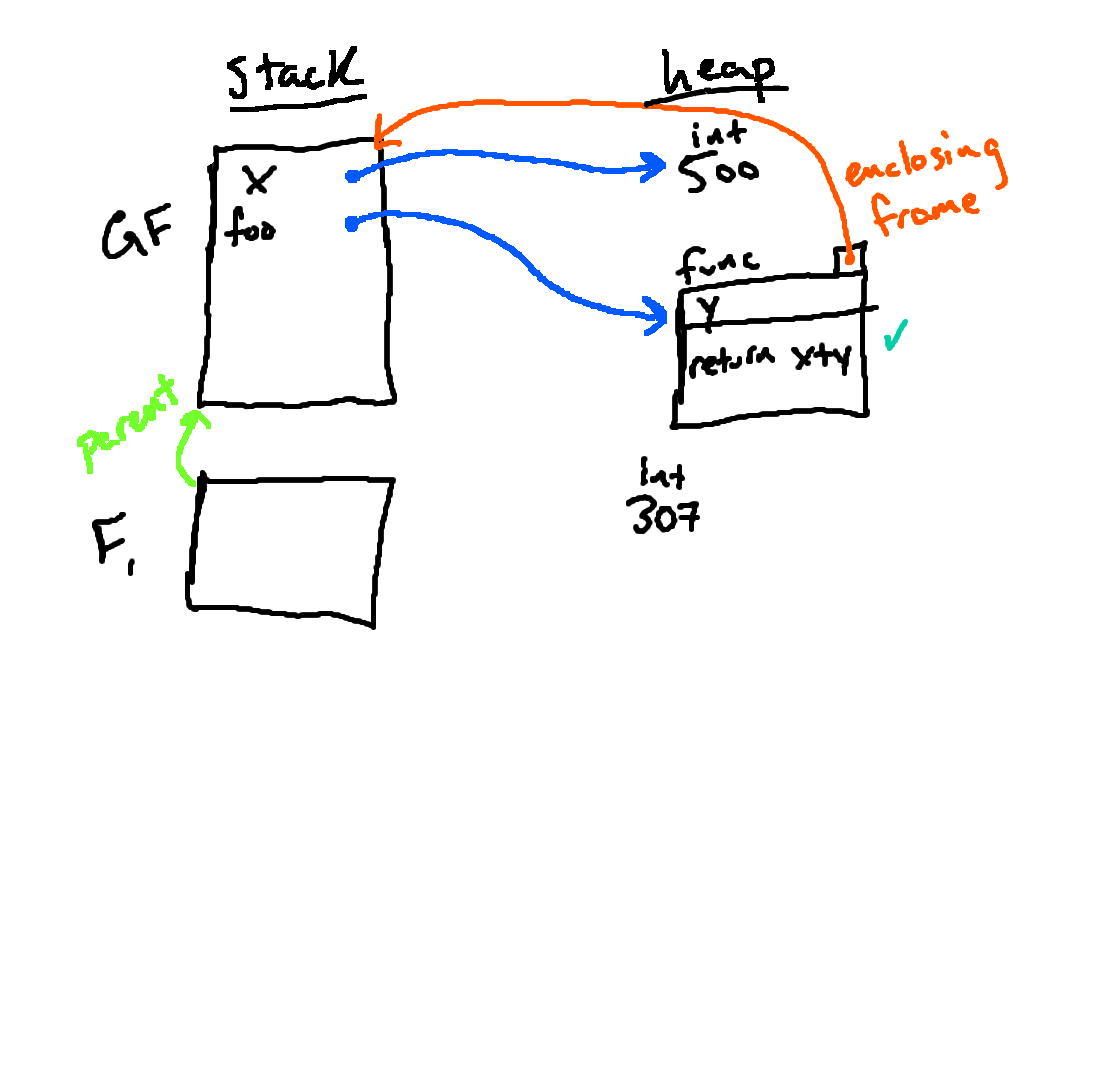 stack
heap
int
500
enclosing
frame
GF
x
foo
func
y
return x+y
parent
int
307
F1